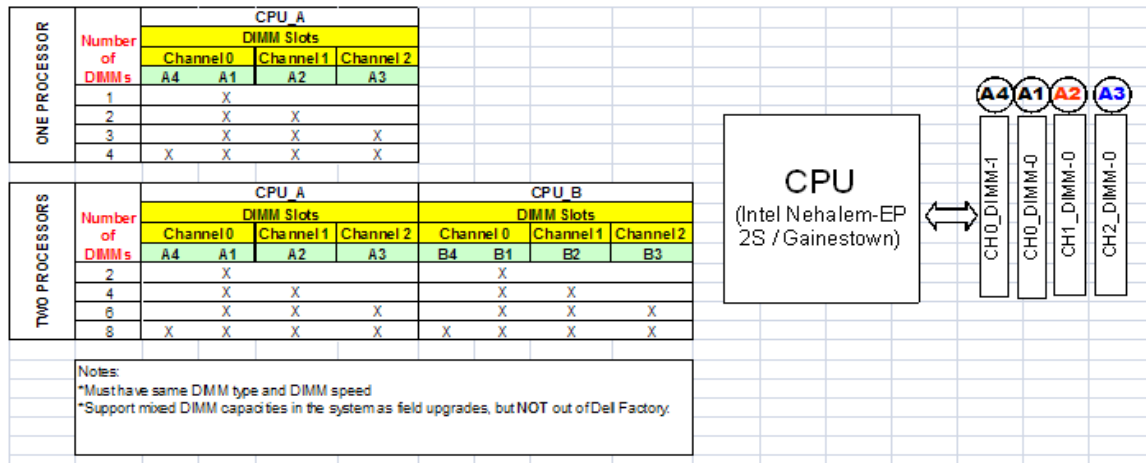 CPU_A
DIMM Slots
Channel 0 Channel 1 Channel 2
Number of DIMMs A4 A1 A2 A3
ONE PROCESSOR
1 X
2 X X
3 X X X
4 X X X X
CPU_A CPU_B
DIMM Slots DIMM Slots
Channel 0 Channel 1 Channel 2 Channel 0 Channel 1 Channel 2
Number of DIMMs A4 A1 A2 A3 B4 B1 B2 B3
TWO PROCESSORS
2 X X
4 X X X X
6 X X X X X X
8 X X X X X X X X
Notes:
*Must have same DIMM type and DIMM speed
*Support mixed DIMM capacities in the system as field upgrades, but NOT out of Dell Factory.
CPU
(Intel Nehalem-EP
2S / Gainestown)
A4 A1 A2 A3
CH0_DIMM-1
CH0_DIMM-0
CH1_DIMM-0
CH2_DIMM-0